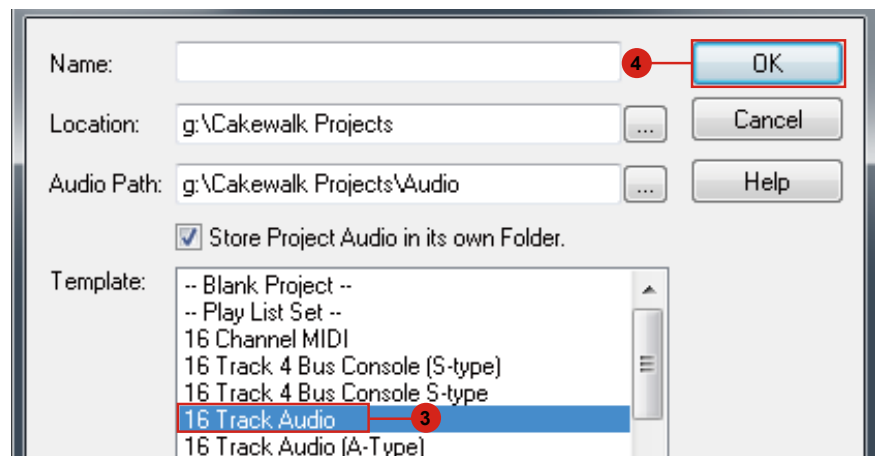 Name:
4
OK
Location:
g:\Cakewalk Projects
...
Cancel
Audio Path:
g:\Cakewalk Projects\Audio
...
Help
Store Project Audio in its own Folder.
Template:
-- Blank Project --
-- Play List Set --
16 Channel MIDI
16 Track 4 Bus Console (S-type)
16 Track 4 Bus Console S-type
16 Track Audio
3
16 Track Audio (A-Type)